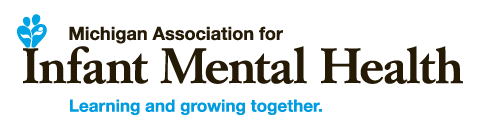 Michigan Association for
Infant Mental Health
Learning and growing together.